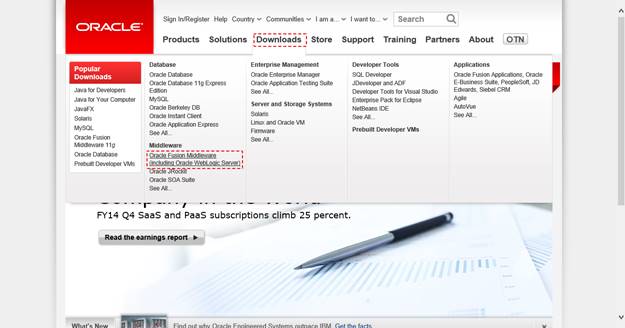 ORACLE
Sign In/Register Help Country Communities I am a... I want to... Search
Products Solutions Downloads Store Support Training Partners About OTN
Popular
Downloads
Java for Developers
Java for Your Computer
JavaFX
Solaris
MySQL
Oracle Fusion
Middleware 11g
Oracle Database
Prebuilt Developer VMs
Database
Oracle Database
Oracle Database 11g Express
Edition
MySQL
Oracle Berkeley DB
Oracle Instant Client
Oracle Application Express
See All...
Middleware
Oracle Fusion Middleware
(including Oracle WebLogic Server)
Oracle JRockit
Oracle SOA Suite
See All...
Enterprise Management
Oracle Enterprise Manager
Oracle Application Testing Suite
See All...
Server and Storage Systems
Solaris
Linux and Oracle VM
Firmware
See All...
Developer Tools
SQL Developer
JDeveloper and ADF
Developer Tools for Visual Studio
Enterprise Pack for Eclipse
NetBeans IDE
See All...
Prebuilt Developer VMs
Applications
Oracle Fusion Applications, Oracle
E-Business Suite, PeopleSoft, JD
Edwards, Siebel CRM
Agile
AutoVue
See All...
Company in the World
FY14 Q4 SaaS and PaaS subscriptions climb 25 percent.
Read the earnings report
What's New Find out why Oracle Engineered Systems outpace IBM. Get the facts.